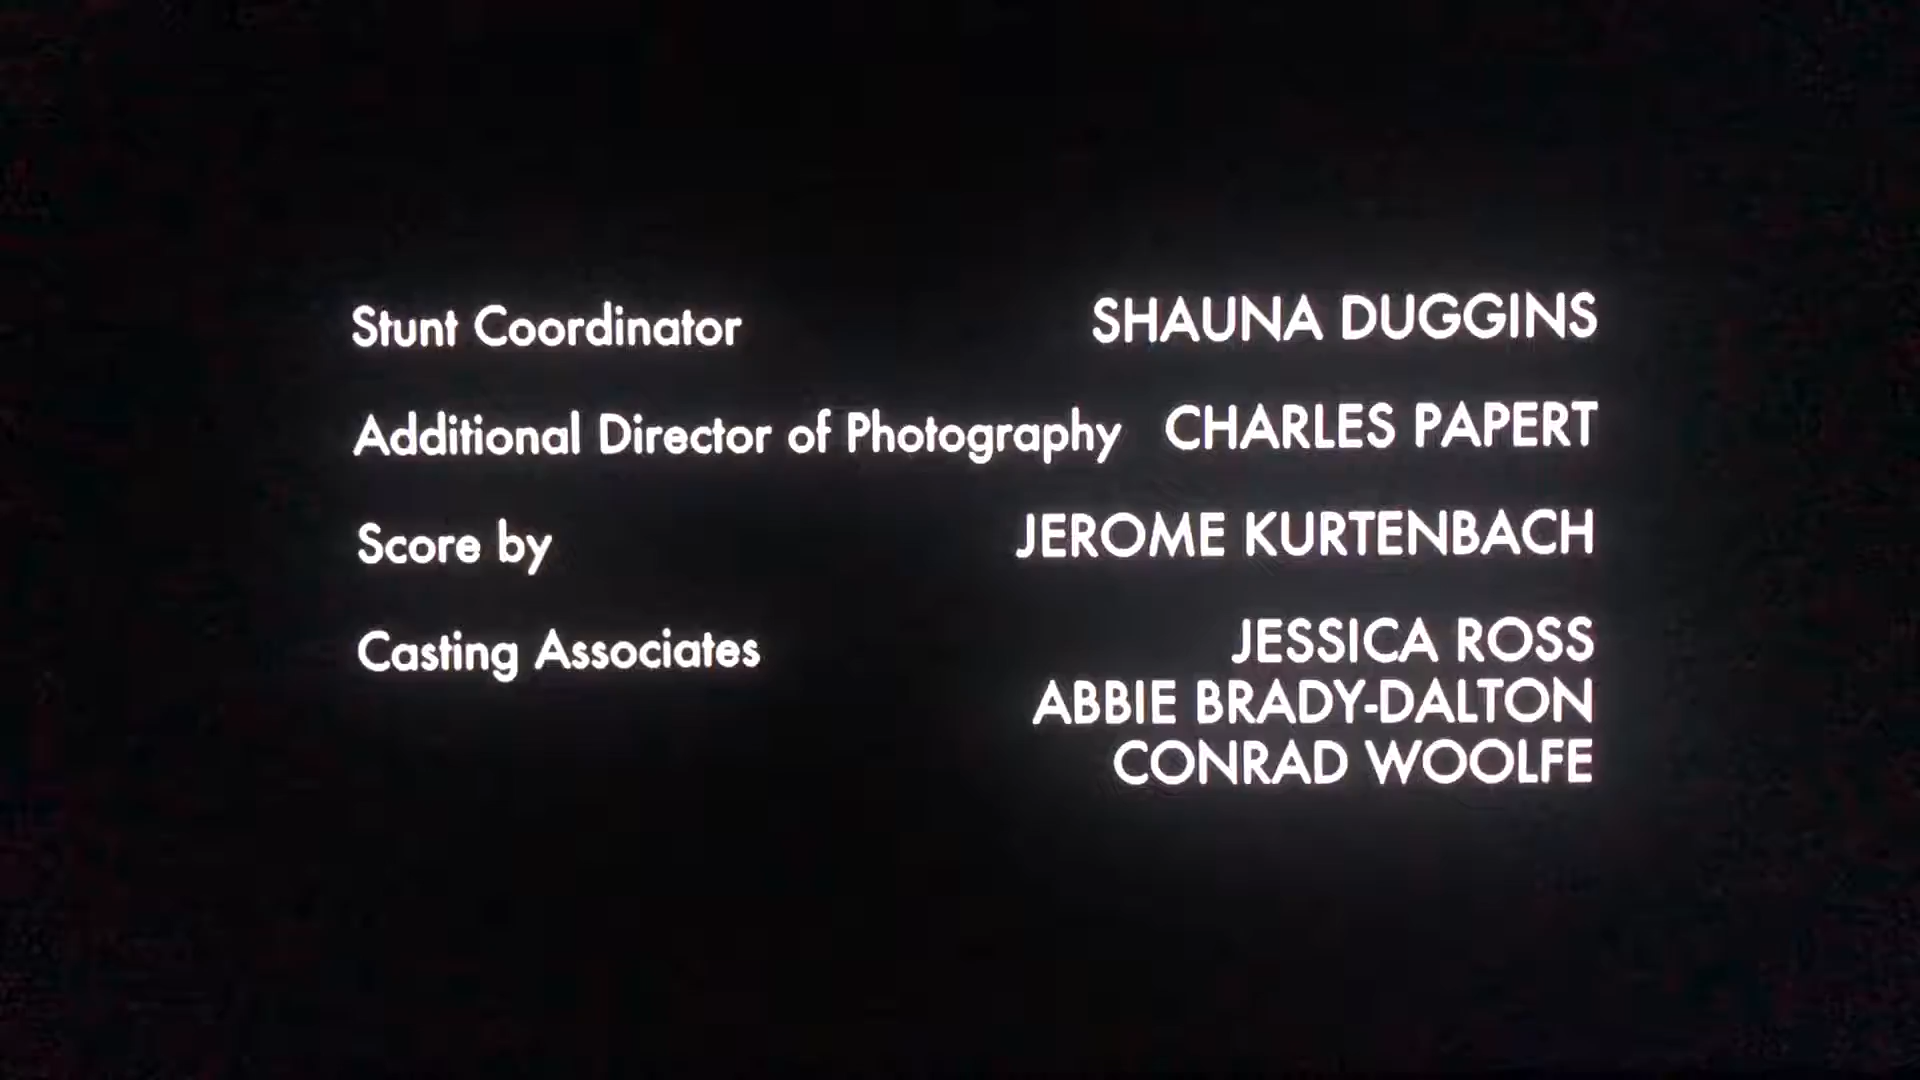 Stunt Coordinator SHAUNA DUGGINS
Additional Director of Photography CHARLES PAPERT
Score by JEROME KURTENBACH
Casting Associates JESSICA ROSS
ABBIE BRADY-DALTON
CONRAD WOOLFE